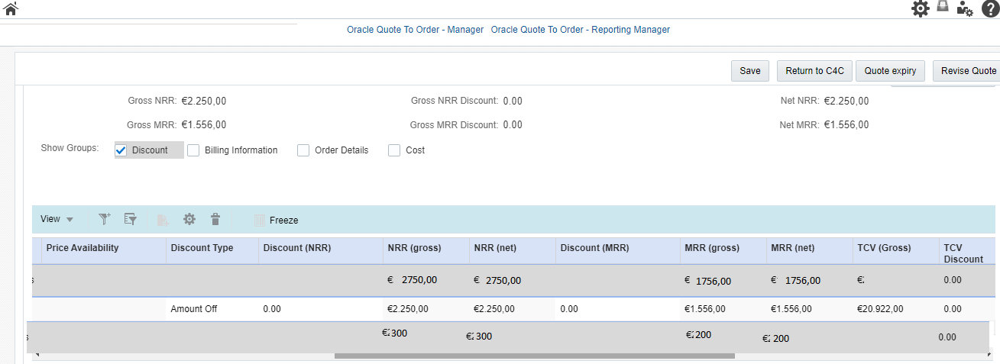 Oracle Quote To Order - Manager Oracle Quote To Order - Reporting Manager
Save Return to C4C Quote expiry Revise Quote
Gross NRR: €2.250,00 Gross NRR Discount: 0.00 Net NRR: €2.250,00
Gross MRR: €1.556,00 Gross MRR Discount: 0.00 Net MRR: €1.556,00
Show Groups: Discount Billing Information Order Details Cost
View Freeze
Price Availability Discount Type Discount (NRR) NRR (gross) NRR (net) Discount (MRR) MRR (gross) MRR (net) TCV (Gross) TCV
Discount
€ 2750,00 € 2750,00 € 1756,00 € 1756,00 € 0.00
Amount Off 0.00 €2.250,00 €2.250,00 0.00 €1.556,00 €1.556,00 €20.922,00 0.00
€ 300 € 300 € 200 € 200 0.00